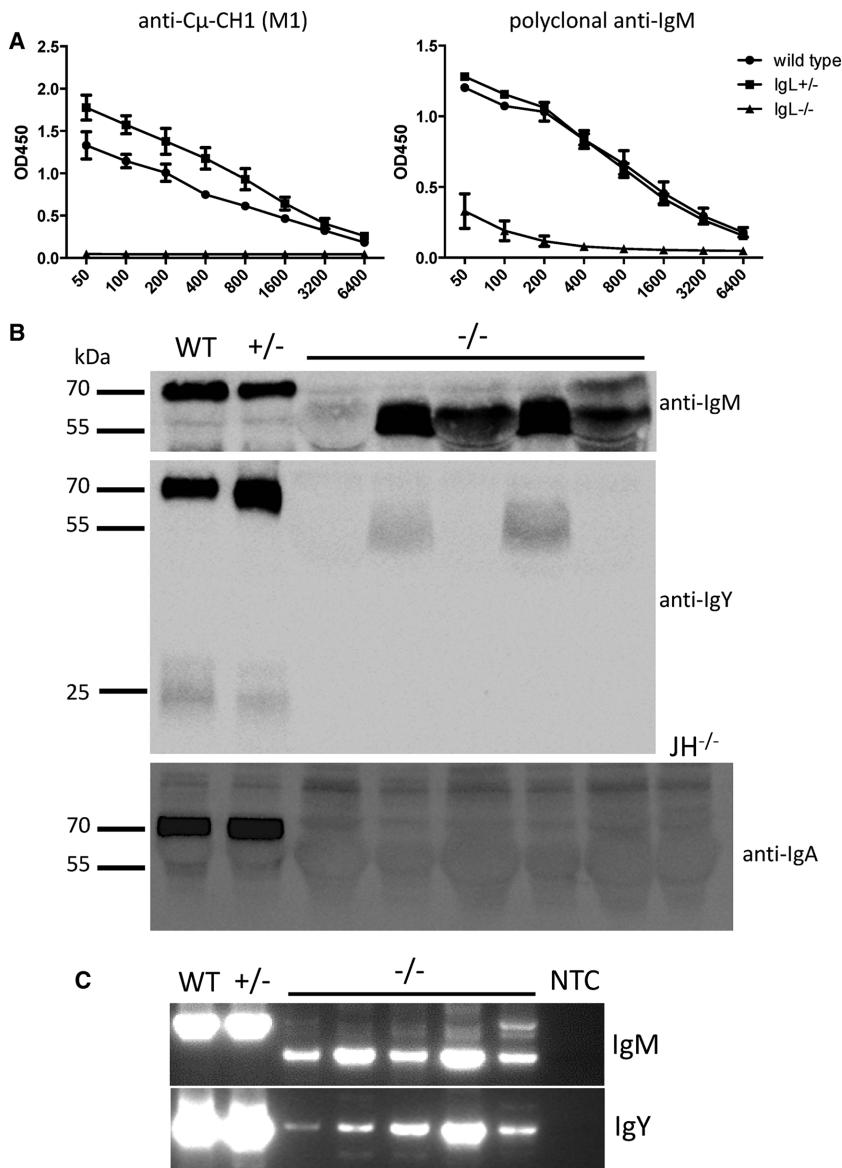 A
anti-Cμ-CH1 (M1)
polyclonal anti-IgM
2.5
2.0
1.5
1.0
0.5
0.0
OD450
50
100
200
400
800
1600
3200
6400
1.5
1.0
0.5
0.0
OD450
50
100
200
400
800
1600
3200
6400
wild type
IgL+/-
IgL-/-
B
kDa
WT
+/-
-/-
70
55
anti-IgM
70
55
25
anti-IgY
JH-/-
70
55
anti-IgA
C
WT
+/-
-/-
NTC
IgM
IgY